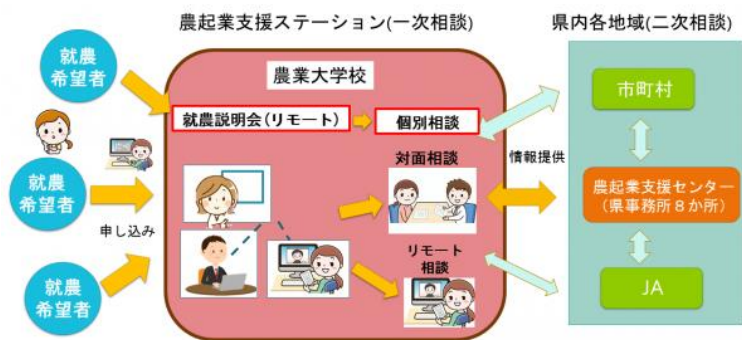 農起業支援ステーション(一次相談)
県内各地域(二次相談)
就農
希望者
就農
希望者
就農
希望者
申し込み
農業大学校
就農説明会(リモート)
個別相談
対面相談
リモート
相談
情報提供
市町村
農起業支援センター
(県事務所8か所)
JA